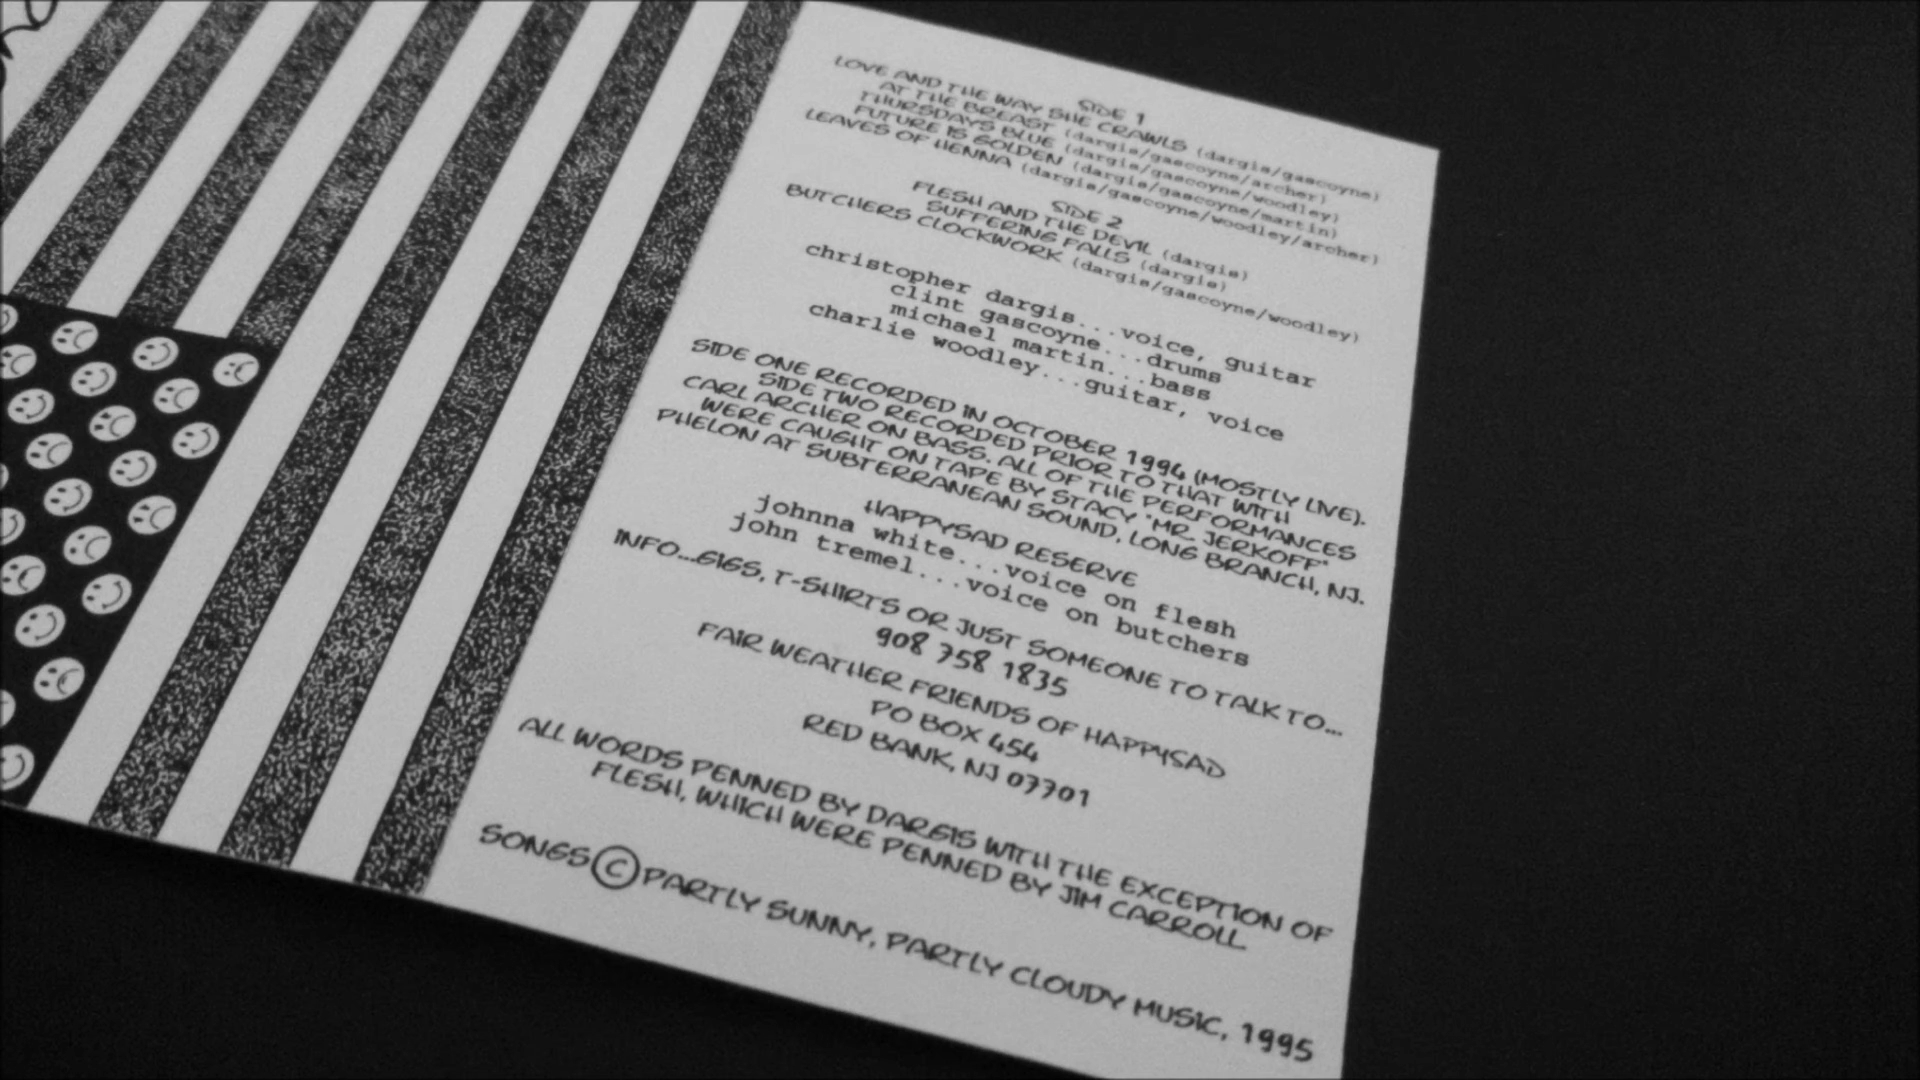 SIDE 1
LOVE AND THE WAY SHE CRAWLS (dargis/gascoyne)
AT THE BREAST (dargis/gascoyne/archer)
THURSDAYS BLUE (dargis/gascoyne/woodley)
FUTURE IS GOLDEN (dargis/gascoyne/martin)
LEAVES OF HENNA (dargis/gascoyne/woodley/archer)
SIDE 2
FLESH AND THE DEVIL (dargis)
SUFFERING FALLS (dargis)
BUTCHERS CLOCKWORK (dargis/gascoyne/woodley)
christopher dargis...voice, guitar
clint gascoyne...drums
michael martin...bass
charlie woodley...guitar, voice
SIDE ONE RECORDED IN OCTOBER 1994 (MOSTLY LIVE).
SIDE TWO RECORDED PRIOR TO THAT WITH
CARL ARCHER ON BASS. ALL OF THE PERFORMANCES
WERE CAUGHT ON TAPE BY STACY "MR. JERKOFF"
PHELON AT SUBTERRANEAN SOUND, LONG BRANCH, NJ.
HAPPYSAD RESERVE
johnna white...voice on flesh
john tremel...voice on butchers
INFO...GIGS, T-SHIRTS OR JUST SOMEONE TO TALK TO...
908 758 1835
FAIR WEATHER FRIENDS OF HAPPYSAD
PO BOX 454
RED BANK, NJ 07701
ALL WORDS PENNED BY DARGIS WITH THE EXCEPTION OF
FLESH, WHICH WERE PENNED BY JIM CARROLL
SONGS © PARTLY SUNNY, PARTLY CLOUDY MUSIC, 1995